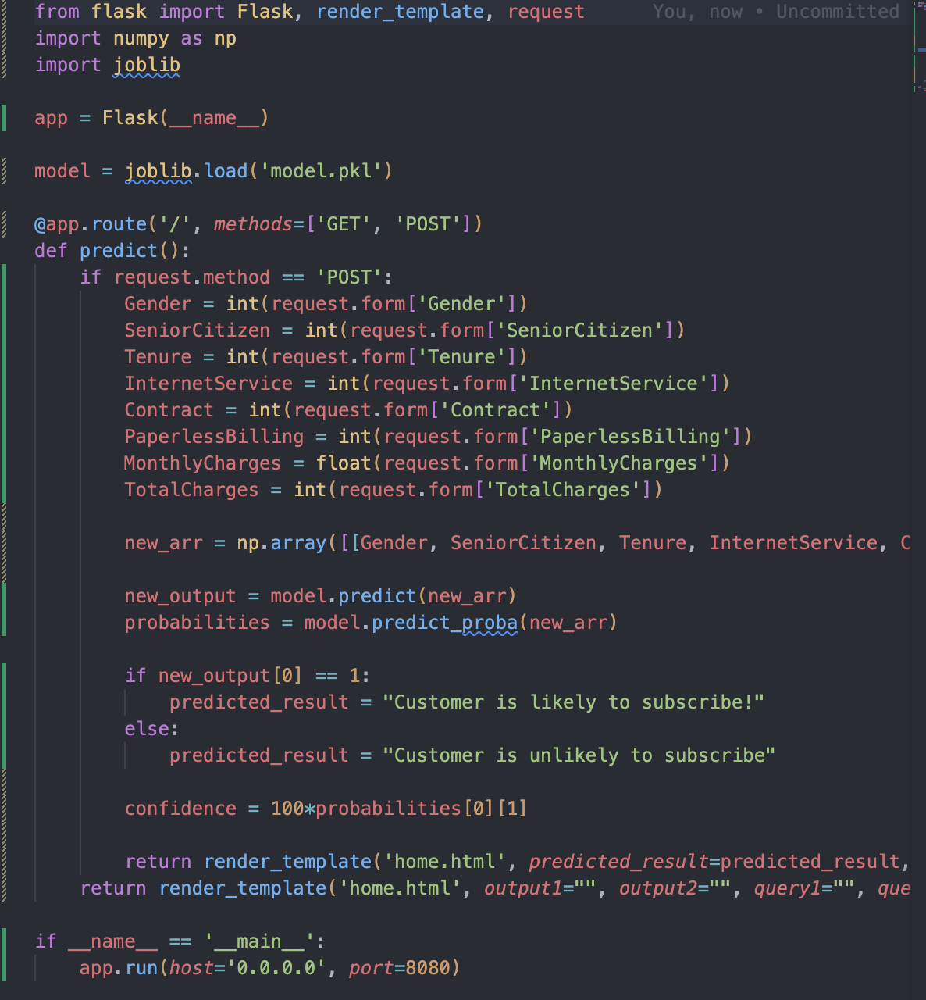 from flask import Flask, render_template, request     You, now • Uncommitted
import numpy as np
import joblib

app = Flask(__name__)

model = joblib.load('model.pkl')

@app.route('/', methods=['GET', 'POST'])
def predict():
    if request.method == 'POST':
        Gender = int(request.form['Gender'])
        SeniorCitizen = int(request.form['SeniorCitizen'])
        Tenure = int(request.form['Tenure'])
        InternetService = int(request.form['InternetService'])
        Contract = int(request.form['Contract'])
        PaperlessBilling = int(request.form['PaperlessBilling'])
        MonthlyCharges = float(request.form['MonthlyCharges'])
        TotalCharges = int(request.form['TotalCharges'])

        new_arr = np.array([[Gender, SeniorCitizen, Tenure, InternetService, C

        new_output = model.predict(new_arr)
        probabilities = model.predict_proba(new_arr)

        if new_output[0] == 1:
            predicted_result = "Customer is likely to subscribe!"
        else:
            predicted_result = "Customer is unlikely to subscribe"

        confidence = 100*probabilities[0][1]

        return render_template('home.html', predicted_result=predicted_result,
    return render_template('home.html', output1="", output2="", query1="", que

if __name__ == '__main__':
    app.run(host='0.0.0.0', port=8080)